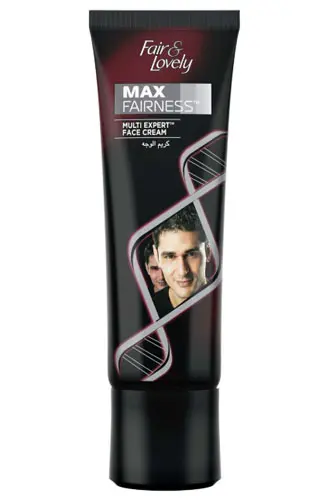 Fair &
Lovely
MAX
FAIRNESS™
MULTI EXPERT™
FACE CREAM
كريم الوجه